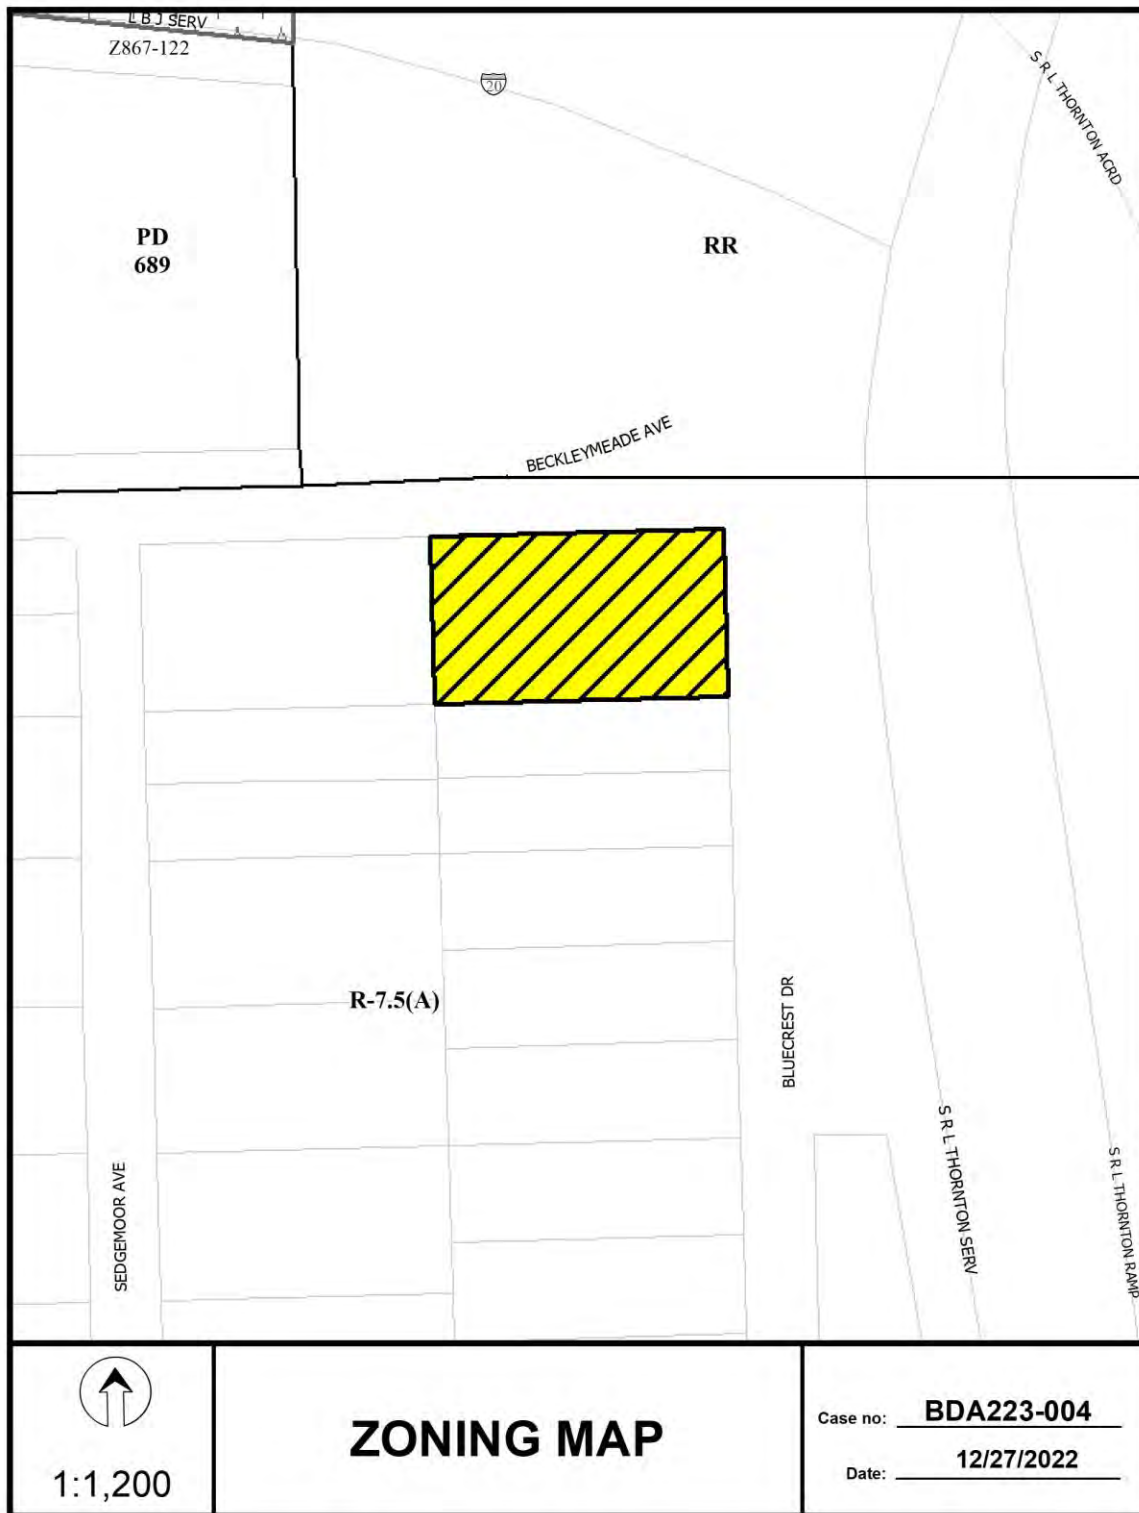 L B J SERV
Z867-122
20
S R L THORNTON ACRD
PD
689
RR
BECKLEYMEADE AVE
R-7.5(A)
BLUECREST DR
SEDGEMOOR AVE
S R L THORNTON SERV
S R L THORNTON RAMP
1:1,200
ZONING MAP
Case no: BDA223-004
Date: 12/27/2022